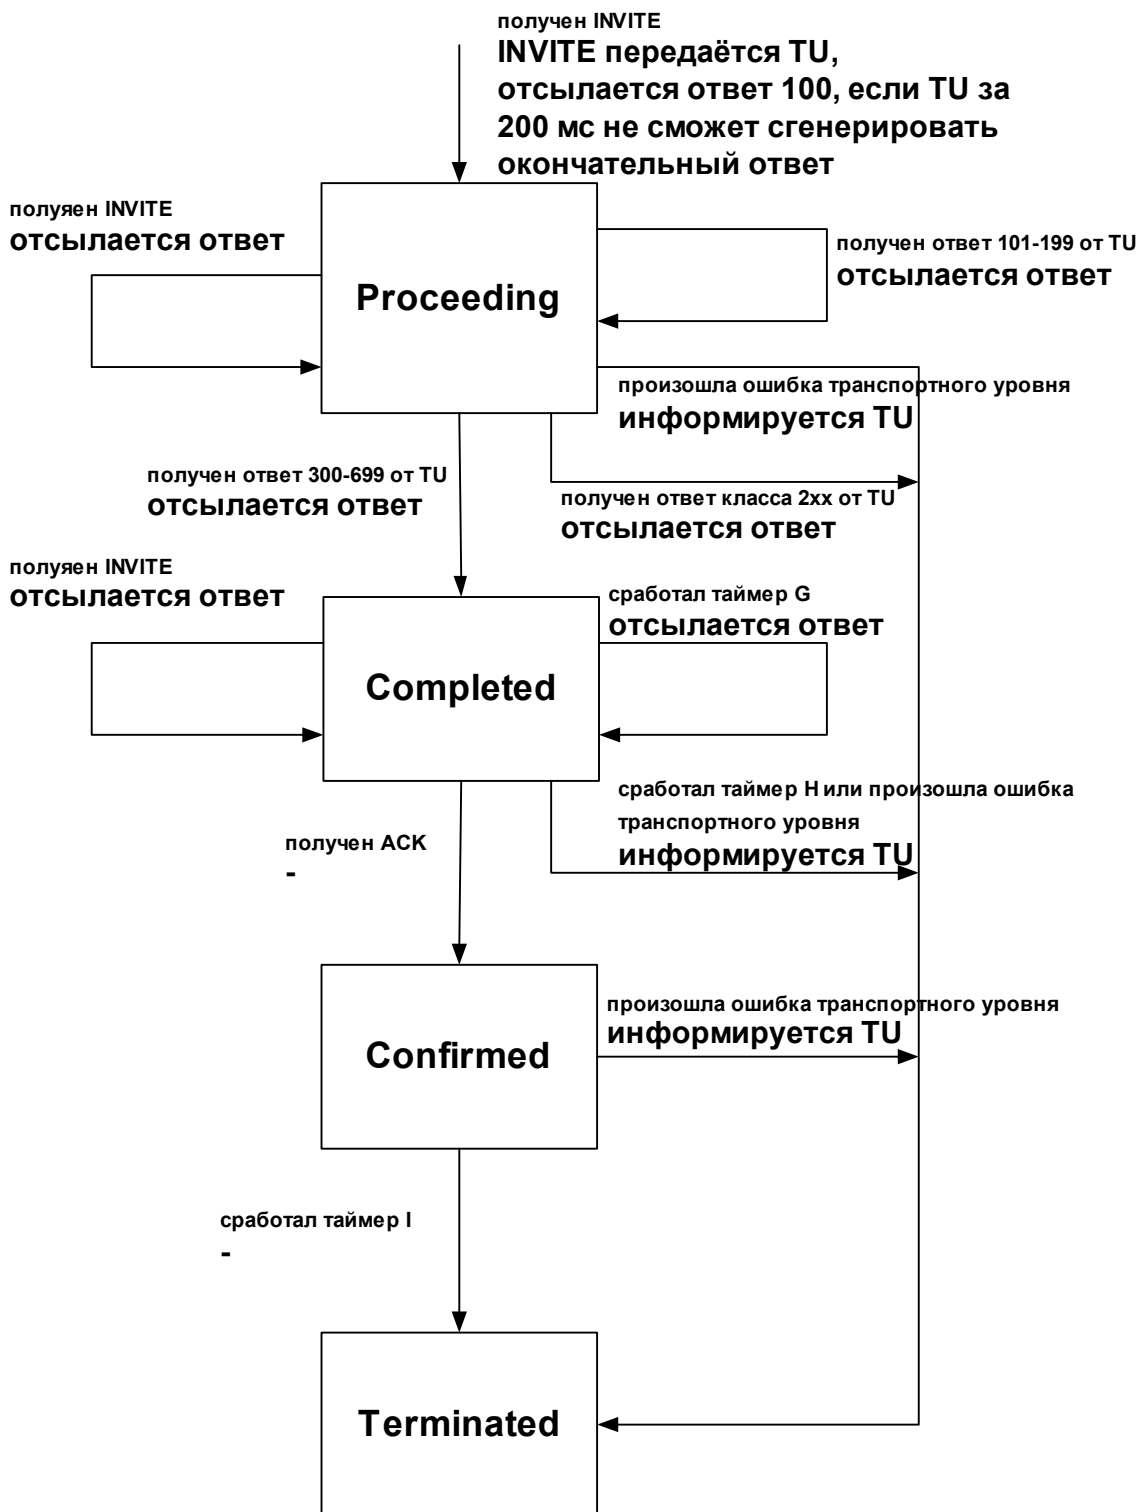 получен INVITE
INVITE передаётся TU,
отсылается ответ 100, если TU за
200 мс не сможет сгенерировать
окончательный ответ
полуяен INVITE
отсылается ответ
получен ответ 101-199 от TU
отсылается ответ
Proceeding
произошла ошибка транспортного уровня
информируется TU
получен ответ 300-699 от TU
отсылается ответ
получен ответ класса 2xx от TU
отсылается ответ
полуяен INVITE
отсылается ответ
сработал таймер G
отсылается ответ
Completed
сработал таймер H или произошла ошибка
транспортного уровня
информируется TU
получен ACK
-
произошла ошибка транспортного уровня
информируется TU
Confirmed
сработал таймер I
-
Terminated